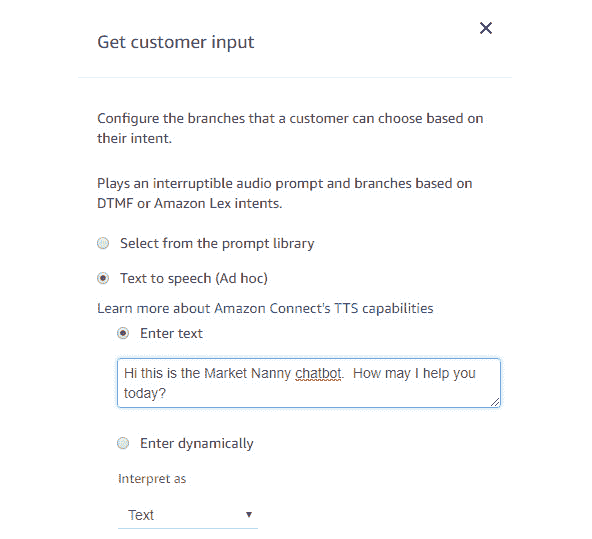 Get customer input
Configure the branches that a customer can choose based on
their intent.
Plays an interruptible audio prompt and branches based on
DTMF or Amazon Lex intents.
Select from the prompt library
Text to speech (Ad hoc)
Learn more about Amazon Connect's TTS capabilities
Enter text
Hi this is the Market Nanny chatbot.  How may I help you
today?
Enter dynamically
Interpret as
Text